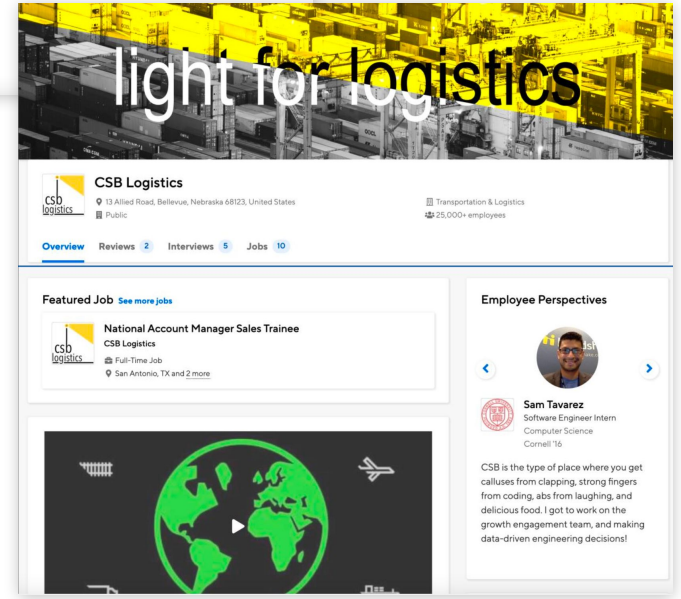 light for logistics
csb
logistics
CSB Logistics
13 Allied Road, Bellevue, Nebraska 68123, United States
Public
Transportation & Logistics
25,000+ employees
Overview Reviews 2 Interviews 5 Jobs 10
Featured Job See more jobs
csb
logistics
National Account Manager Sales Trainee
CSB Logistics
Full-Time Job
San Antonio, TX and 2 more
Employee Perspectives
Sam Tavarez
Software Engineer Intern
Computer Science
Cornell '16
CSB is the type of place where you get
calluses from clapping, strong fingers
from coding, abs from laughing, and
delicious food. I got to work on the
growth engagement team, and making
data-driven engineering decisions!